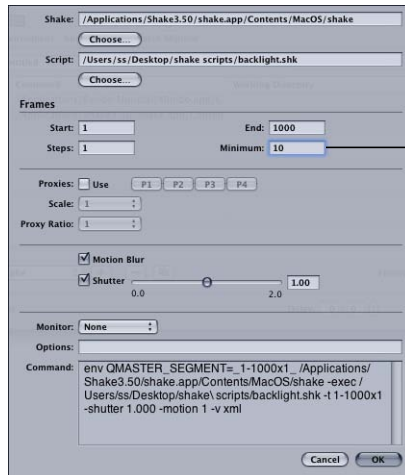 Shake: /Applications/Shake3.50/shake.app/Contents/MacOS/shake
Choose...
Script: /Users/ss/Desktop/shake scripts/backlight.shk
Choose...
Frames
Start: 1 End: 1000
Steps: 1 Minimum: 10
Proxies: Use P1 P2 P3 P4
Scale: 1
Proxy Ratio: 1
Motion Blur
Shutter 1.00
0.0 2.0
Monitor: None
Options:
Command: env QMASTER_SEGMENT=_1-1000x1_ /Applications/
Shake3.50/shake.app/Contents/MacOS/shake -exec /
Users/ss/Desktop/shake\ scripts/backlight.shk -t 1-1000x1
-shutter 1.000 -motion 1 -v xml
Cancel OK